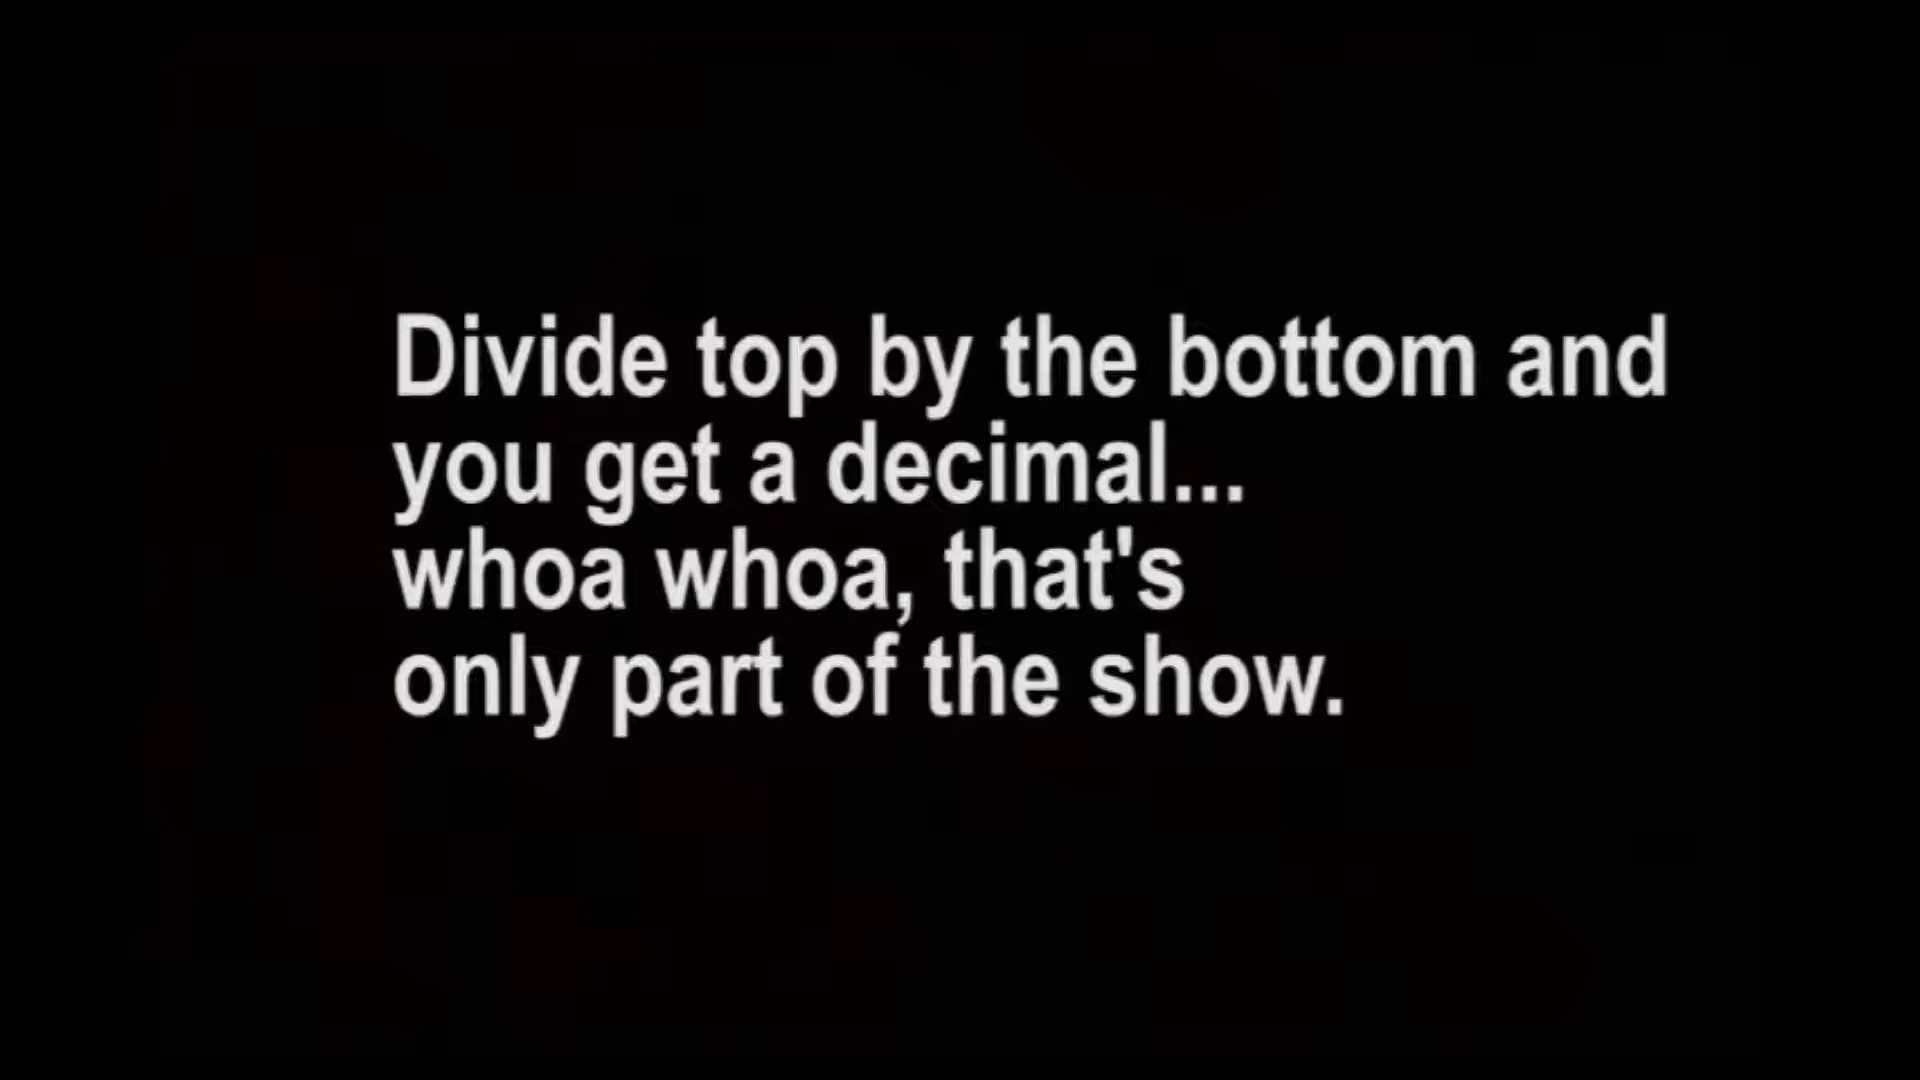 Divide top by the bottom and
you get a decimal...
whoa whoa, that's
only part of the show.